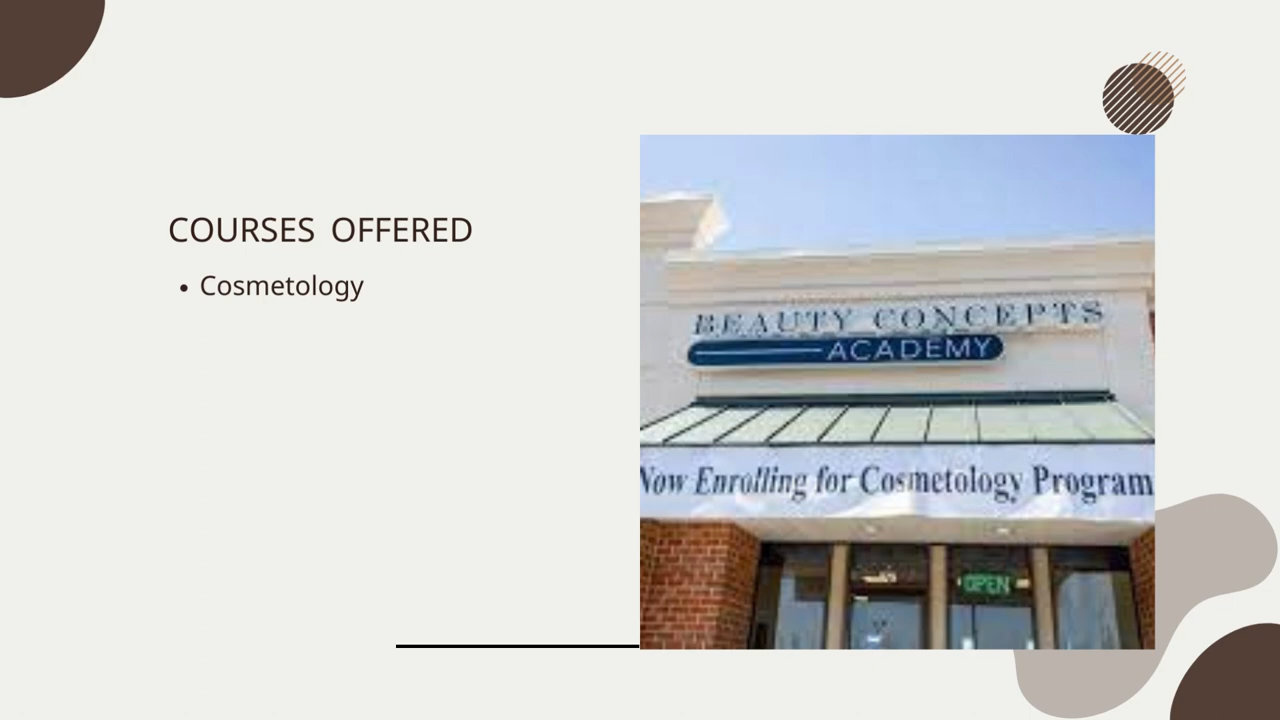 COURSES OFFERED
• Cosmetology
BEAUTY CONCEPTS
ACADEMY
Now Enrolling for Cosmetology Program
OPEN